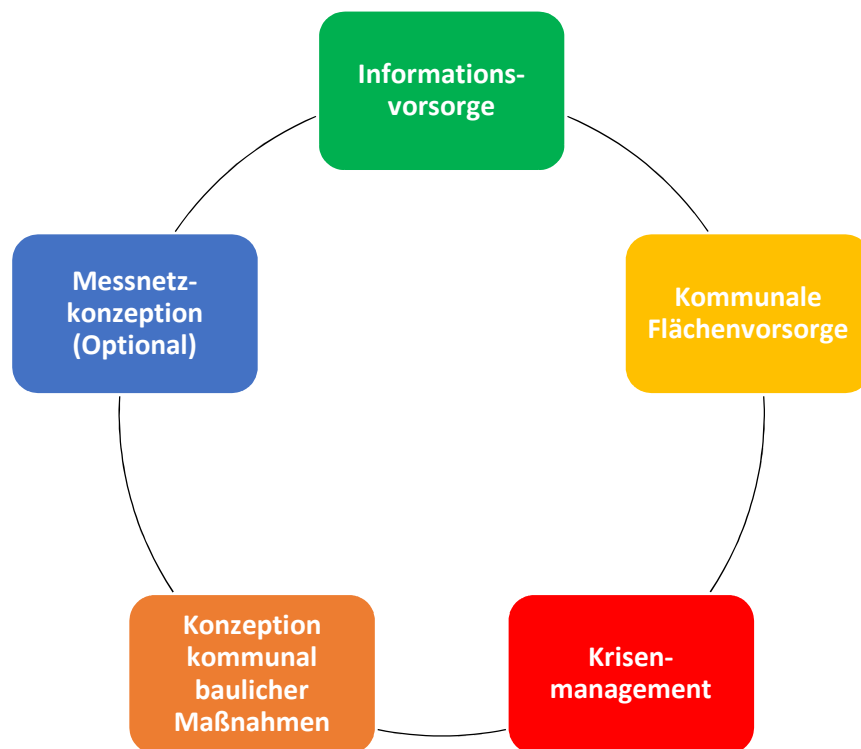 Informations-
vorsorge
Kommunale
Flächenvorsorge
Krisen-
management
Konzeption
kommunal
baulicher
Maßnahmen
Messnetz-
konzeption
(Optional)